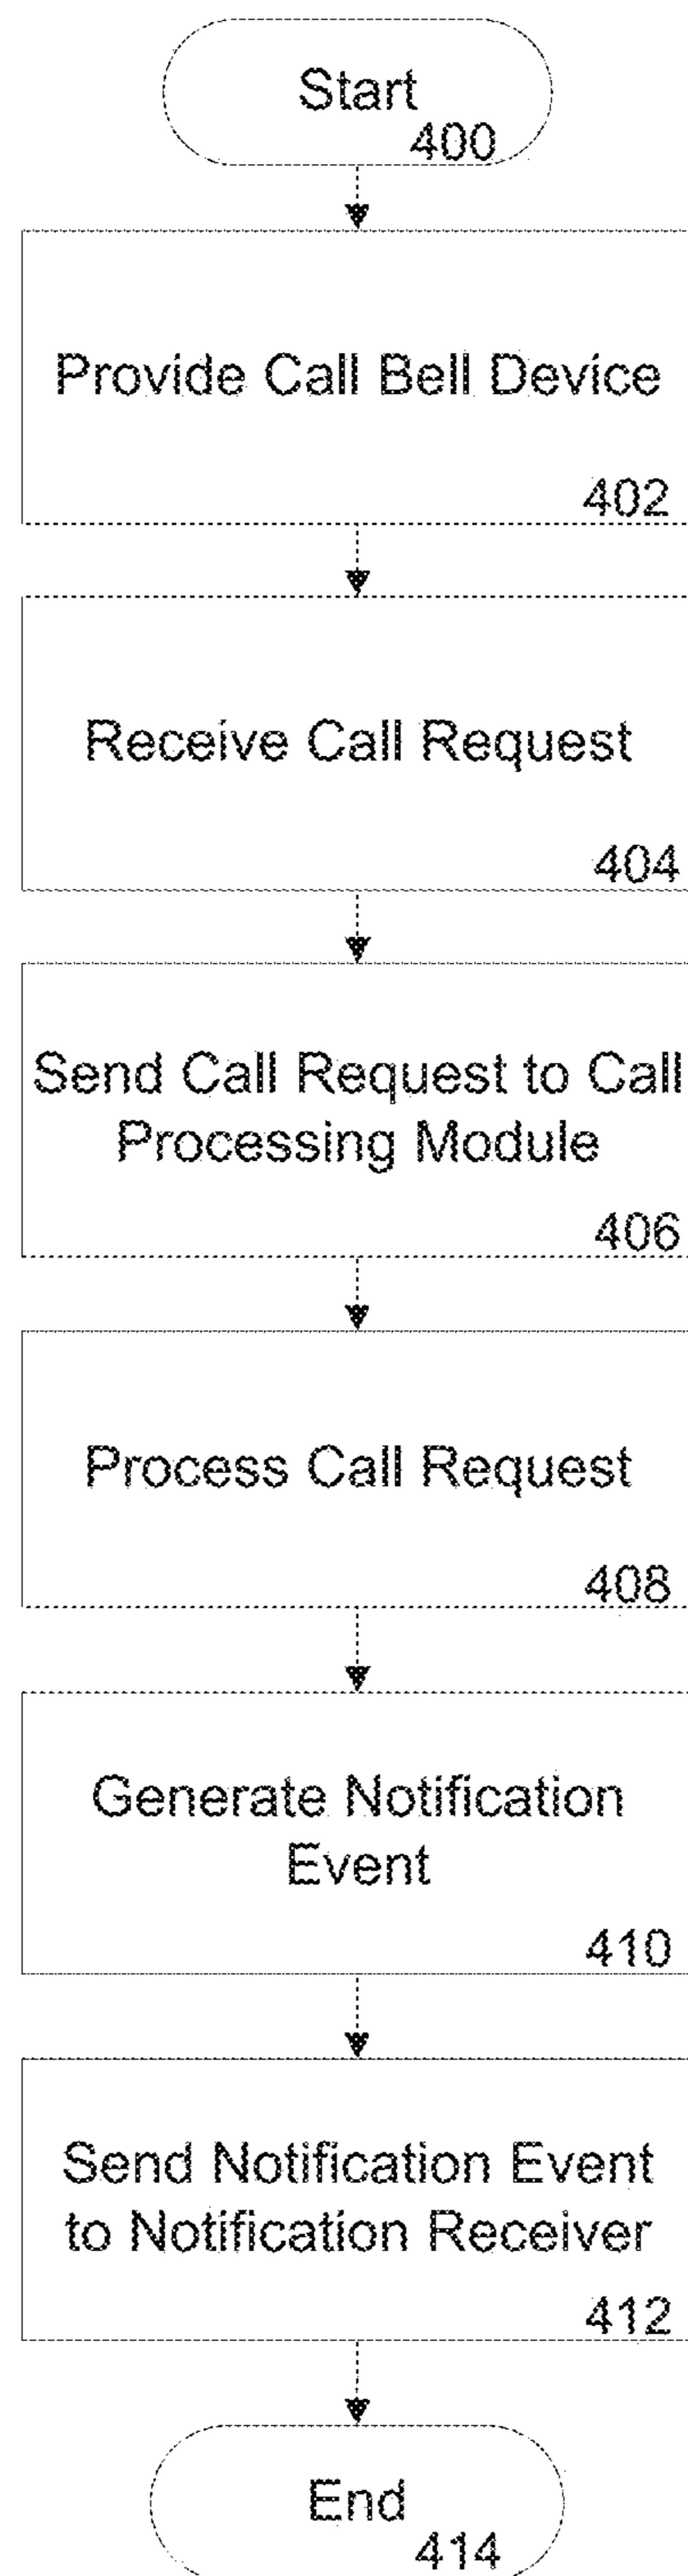 Start
400
Provide Call Bell Device
402
Receive Call Request
404
Send Call Request to Call
Processing Module
406
Process Call Request
408
Generate Notification
Event
410
Send Notification Event
to Notification Receiver
412
End
414